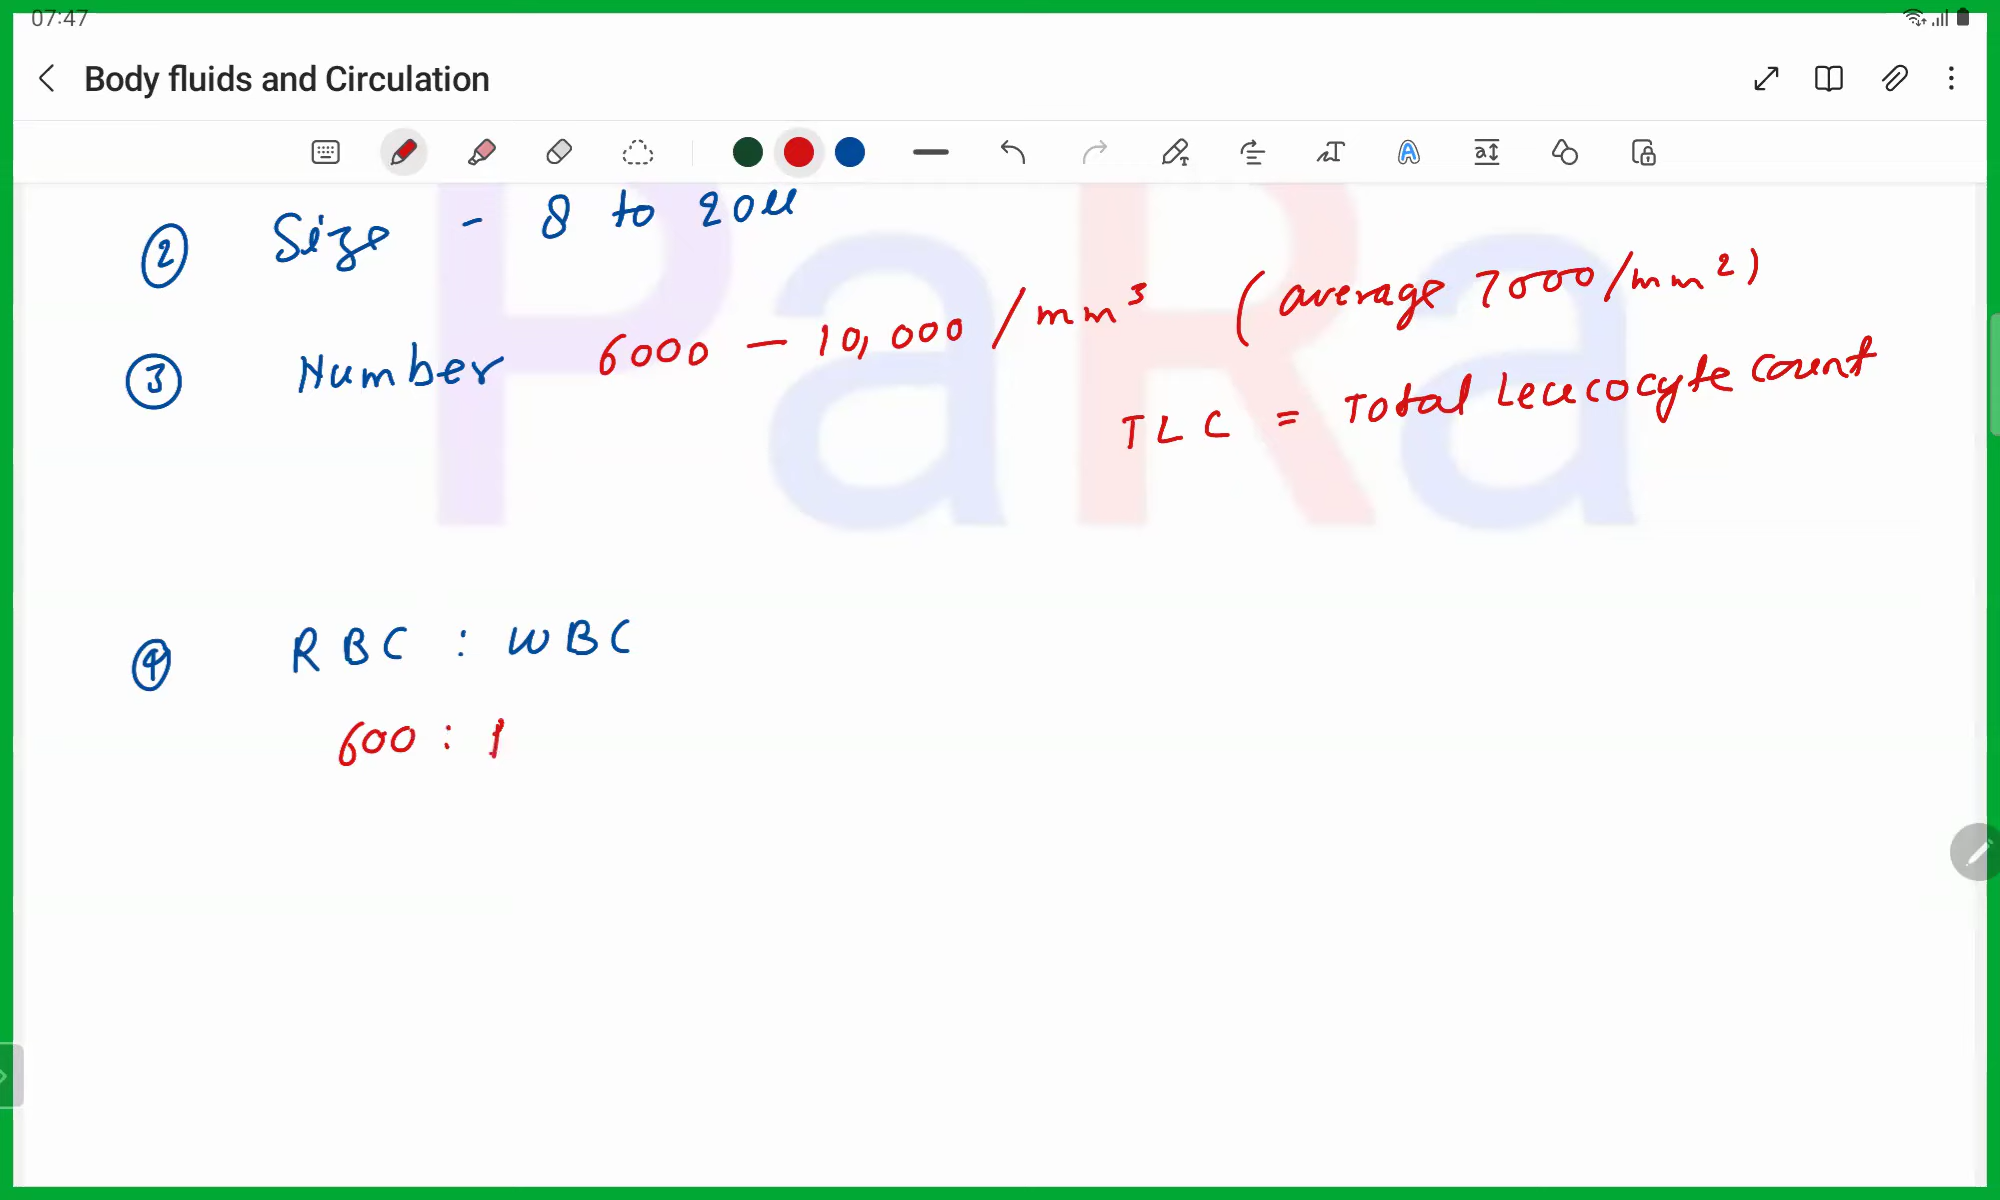 07:47
Body fluids and Circulation
② Size - 8 to 20µ
③ Number 6000 — 10,000 / mm³ (average 7000/mm²)
TLC = Total Leucocyte count
④ RBC : WBC
600 : 1
PaRa